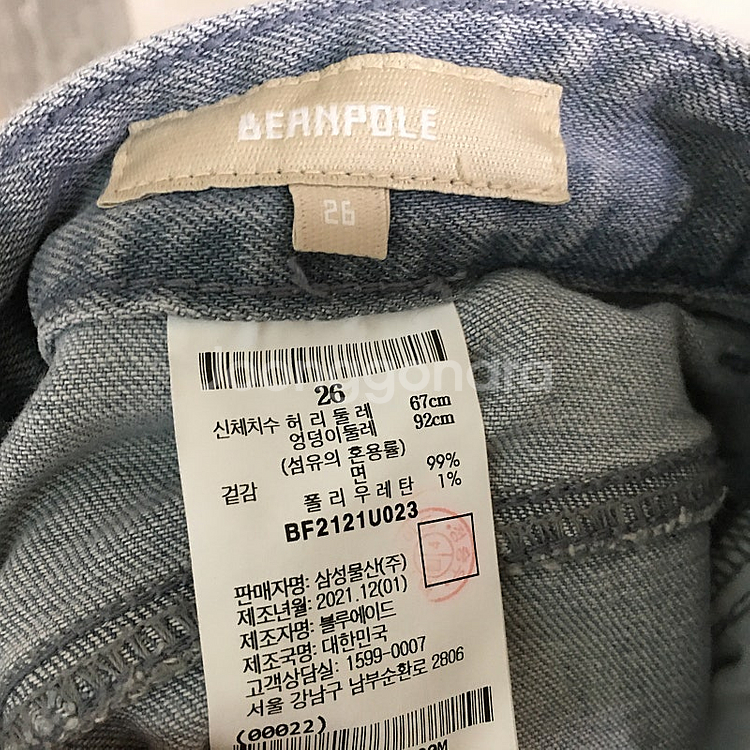 BEANPOLE
26
joonggonara
26
신체치수 허리둘레 67cm
엉덩이둘레 92cm
(섬유의 혼용률)
겉감 면 99%
폴리우레탄 1%
BF2121U023
판매자명: 삼성물산(주)
제조년월: 2021.12(01)
제조자명: 블루에이드
제조국명: 대한민국
고객상담실: 1599-0007
서울 강남구 남부순환로 2806
(00022)